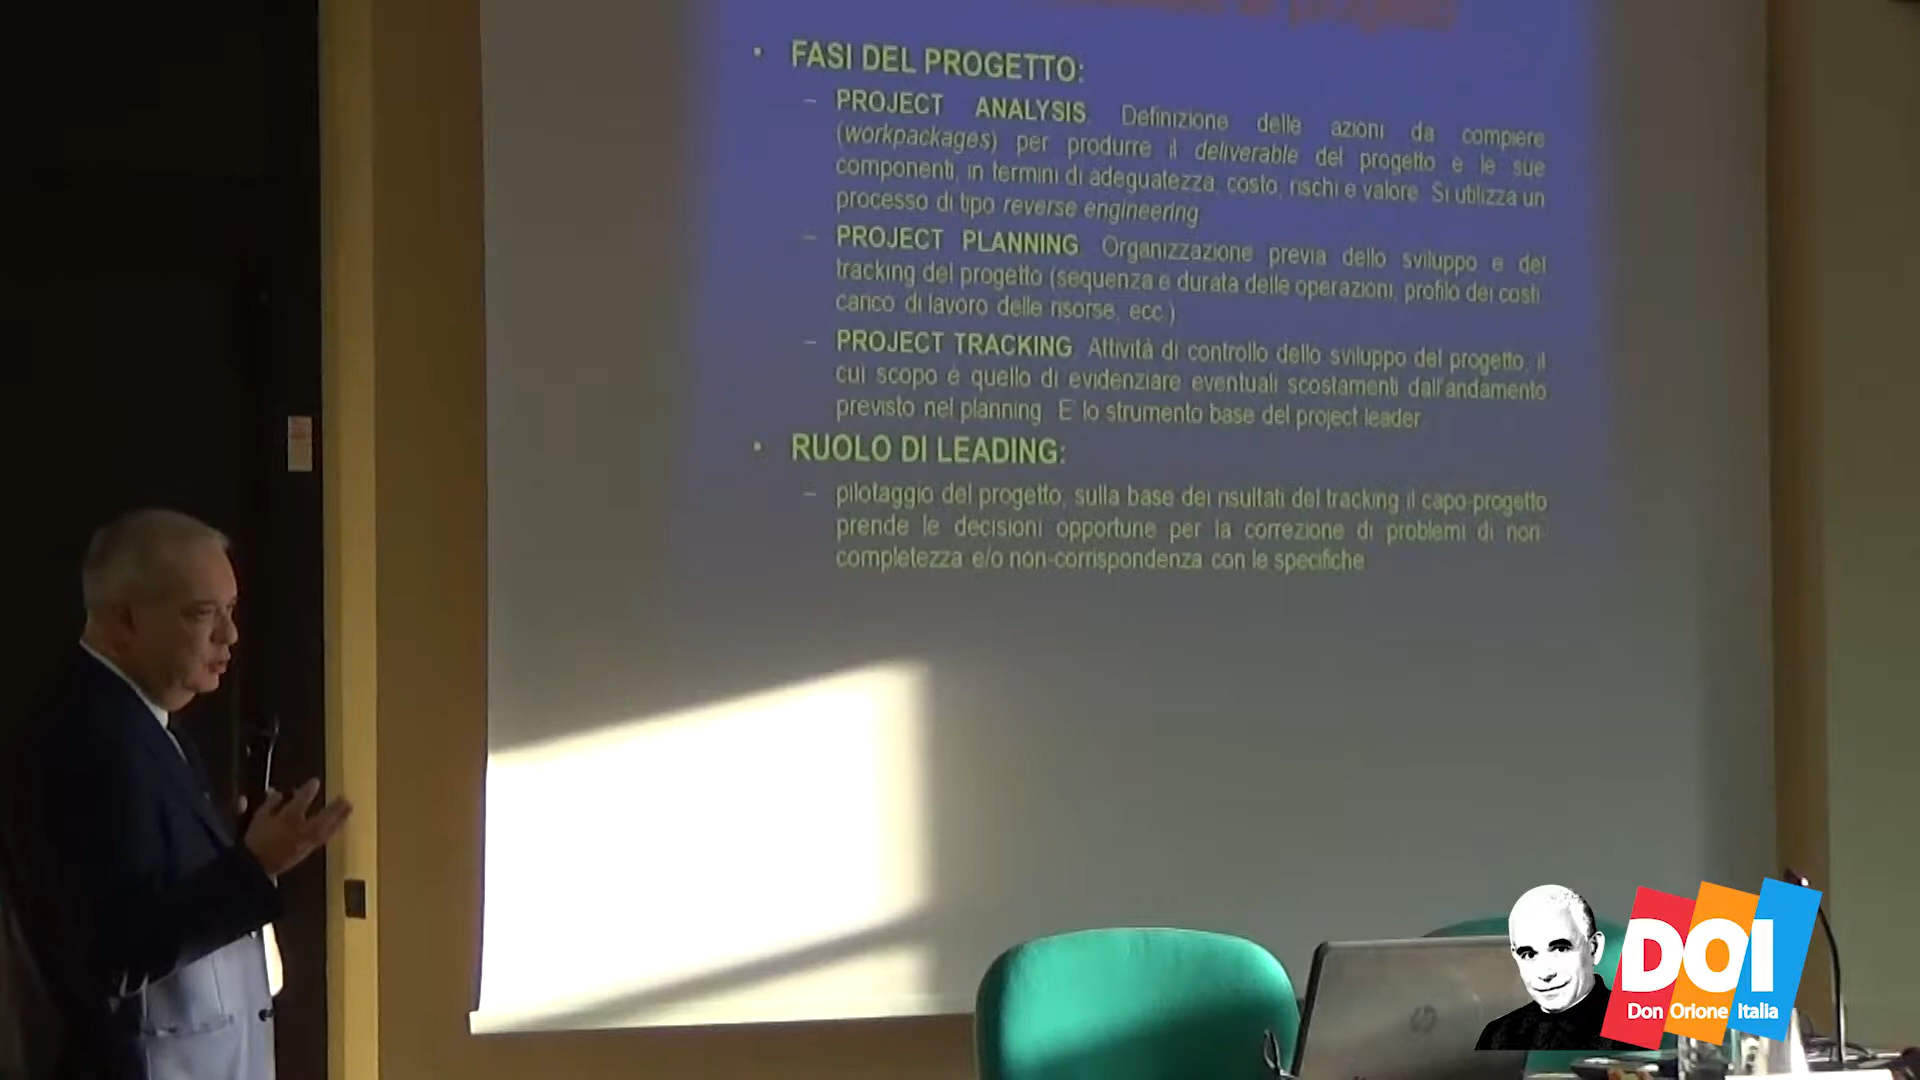 • FASI DEL PROGETTO:
– PROJECT ANALYSIS. Definizione delle azioni da compiere
(workpackages) per produrre il deliverable del progetto e le sue
componenti, in termini di adeguatezza, costo, rischi e valore. Si utilizza un
processo di tipo reverse engineering.
– PROJECT PLANNING. Organizzazione previa dello sviluppo e del
tracking del progetto (sequenza e durata delle operazioni, profilo dei costi,
carico di lavoro delle risorse, ecc.)
– PROJECT TRACKING. Attività di controllo dello sviluppo del progetto, il
cui scopo è quello di evidenziare eventuali scostamenti dall'andamento
previsto nel planning. E' lo strumento base del project leader.
• RUOLO DI LEADING:
– pilotaggio del progetto; sulla base dei risultati del tracking il capo-progetto
prende le decisioni opportune per la correzione di problemi di non-
completezza e/o non-corrispondenza con le specifiche
hp
DOI
Don Orione Italia